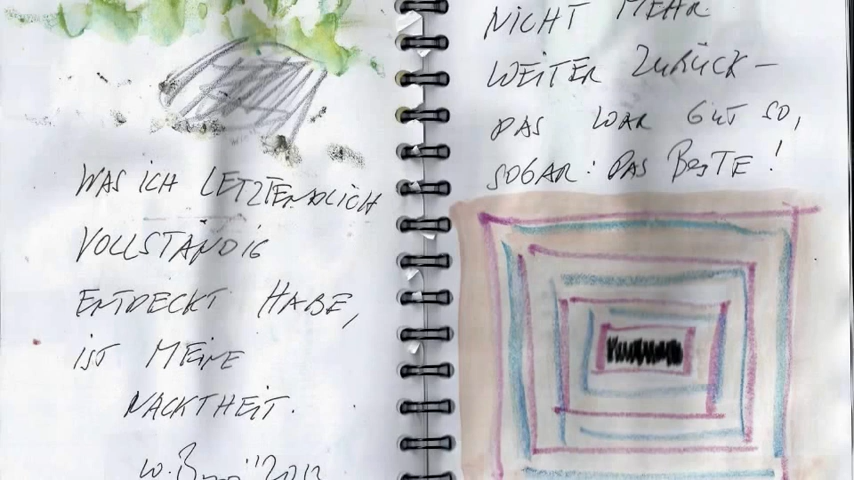 WAS ICH LETZTENDLICH
VOLLSTÄNDIG
ENTDECKT HABE,
IST MEINE
NACKTHEIT.
NICHT MEHR
WEITER ZURÜCK –
DAS WAR GUT SO,
SOGAR: DAS BESTE!